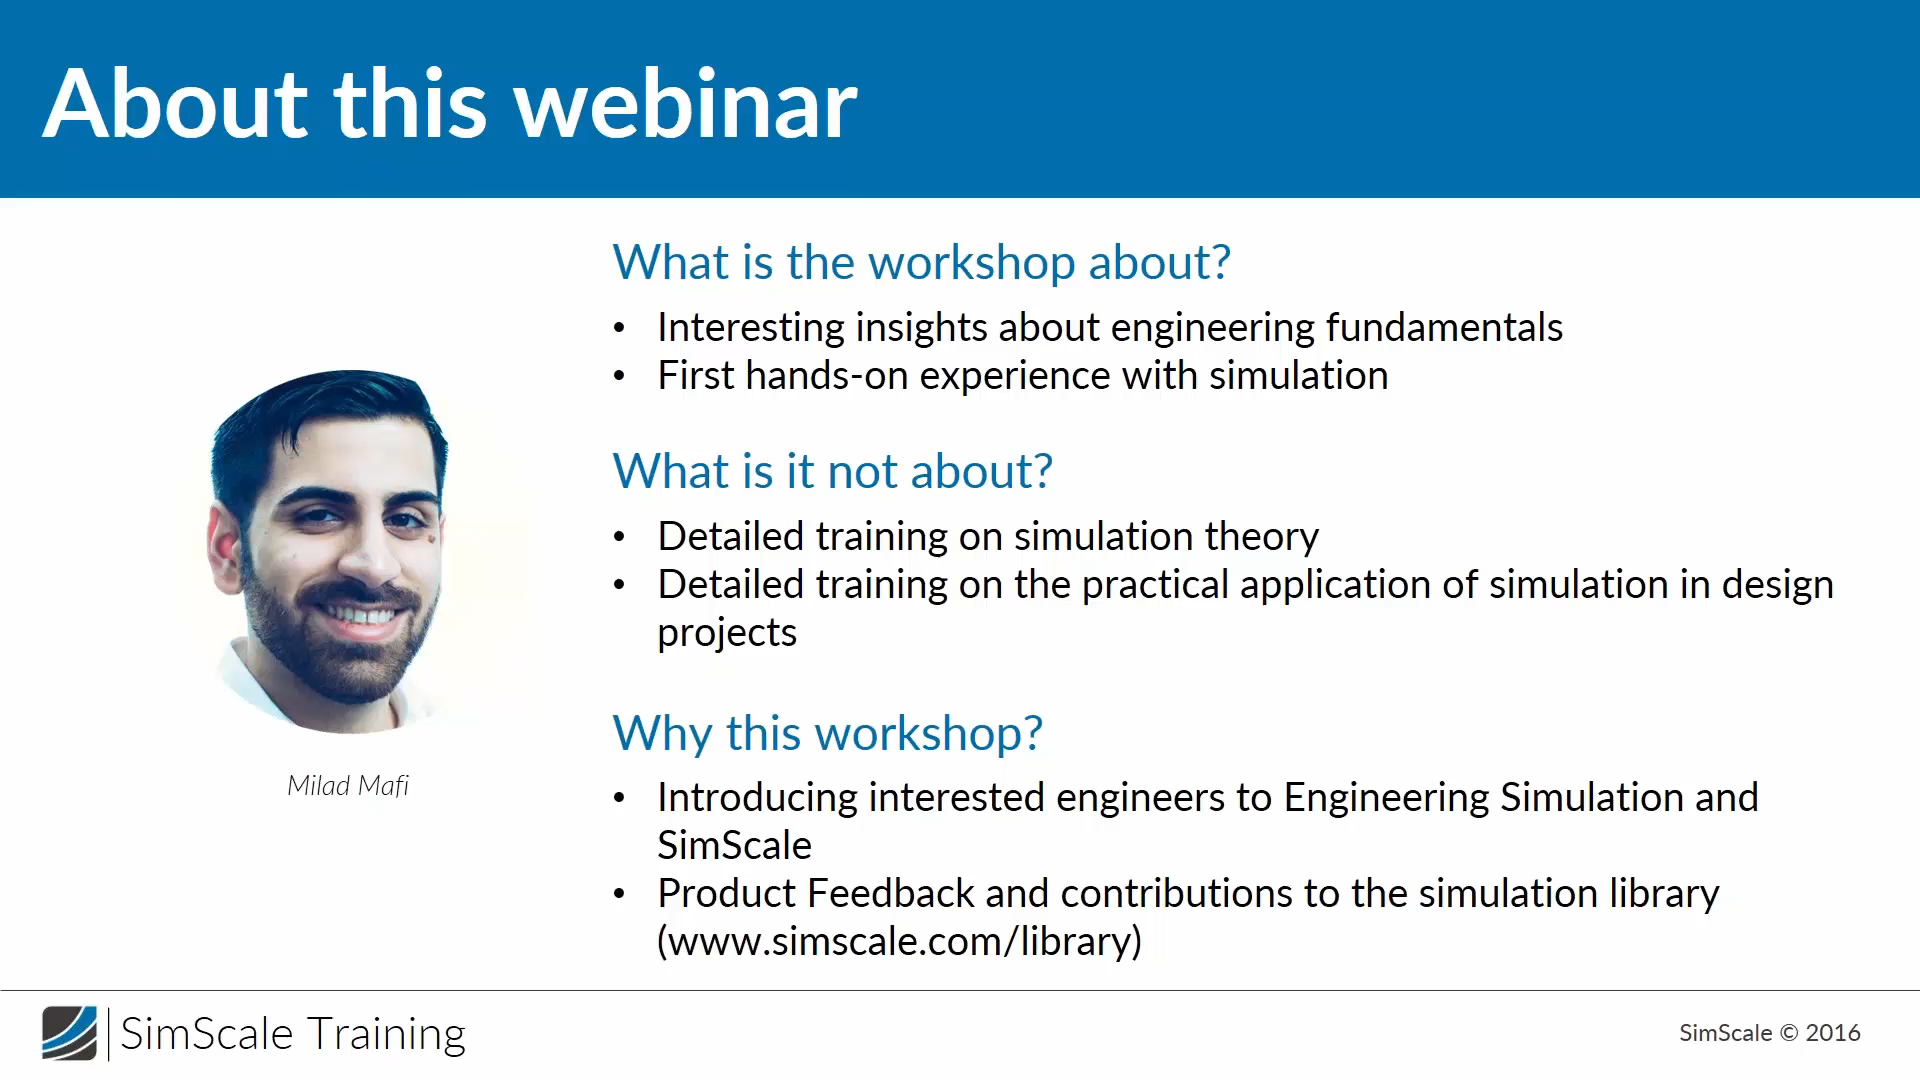 About this webinar
What is the workshop about?
• Interesting insights about engineering fundamentals
• First hands-on experience with simulation
What is it not about?
• Detailed training on simulation theory
• Detailed training on the practical application of simulation in design
projects
Why this workshop?
• Introducing interested engineers to Engineering Simulation and
SimScale
• Product Feedback and contributions to the simulation library
(www.simscale.com/library)
Milad Mafi
SimScale Training
SimScale © 2016